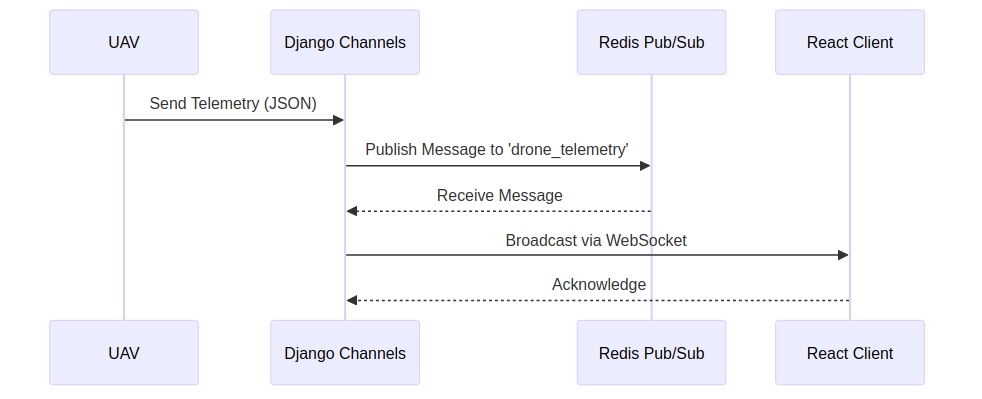 UAV
Django Channels
Redis Pub/Sub
React Client
Send Telemetry (JSON)
Publish Message to 'drone_telemetry'
Receive Message
Broadcast via WebSocket
Acknowledge
UAV
Django Channels
Redis Pub/Sub
React Client